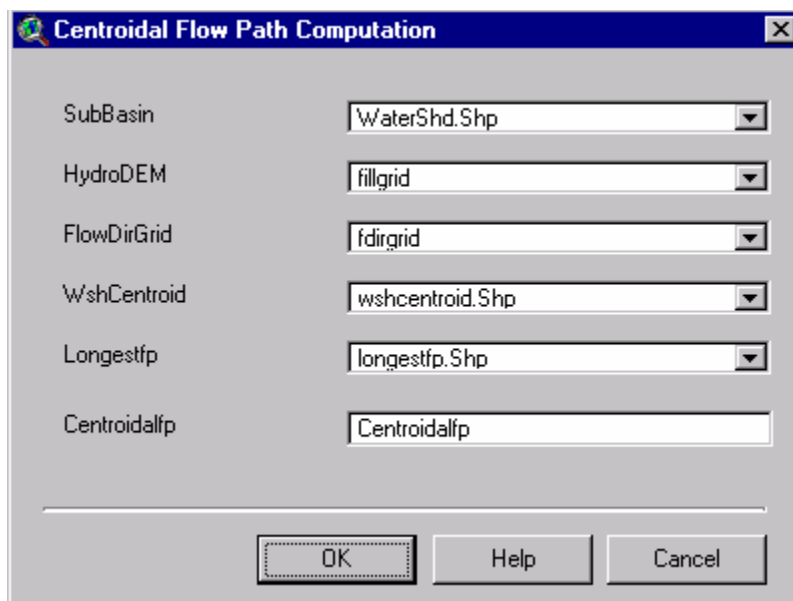 Centroidal Flow Path Computation
SubBasin WaterShd.Shp
HydroDEM fillgrid
FlowDirGrid fdirgrid
WshCentroid wshcentroid.Shp
Longestfp longestfp.Shp
Centroidalfp Centroidalfp
OK Help Cancel